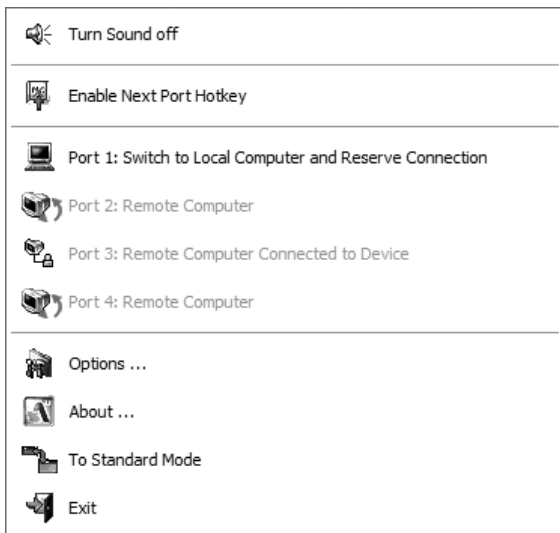 Turn Sound off
Enable Next Port Hotkey
Port 1: Switch to Local Computer and Reserve Connection
Port 2: Remote Computer
Port 3: Remote Computer Connected to Device
Port 4: Remote Computer
Options ...
About ...
To Standard Mode
Exit